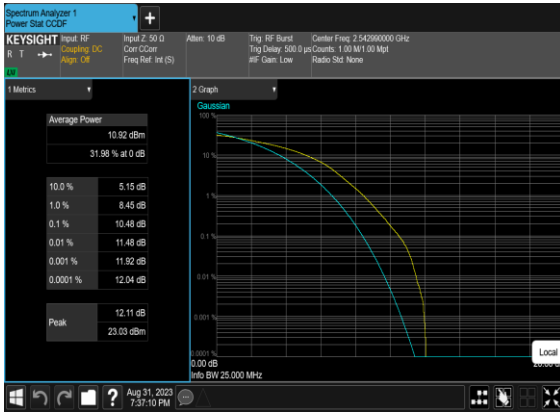 Spectrum Analyzer 1
Power Stat CCDF
+
KEYSIGHT Input: RF Input Z: 50 Ω Atten: 10 dB Trig: RF Burst Center Freq: 2.542990000 GHz
R T Coupling: DC Corr CCorr Trig Delay: 500.0 µs Counts: 1.00 M/1.00 Mpt
Align: Off Freq Ref: Int (S) #IF Gain: Low Radio Std: None
1 Metrics
2 Graph
Average Power
10.92 dBm
31.98 % at 0 dB
10.0 % 5.15 dB
1.0 % 8.45 dB
0.1 % 10.48 dB
0.01 % 11.48 dB
0.001 % 11.92 dB
0.0001 % 12.04 dB
Peak
12.11 dB
23.03 dBm
Gaussian
100 %
10 %
1 %
0.1 %
0.01 %
0.001 %
0.0001 %
0.00 dB
Info BW 25.000 MHz
Local
?
Aug 31, 2023
7:37:10 PM